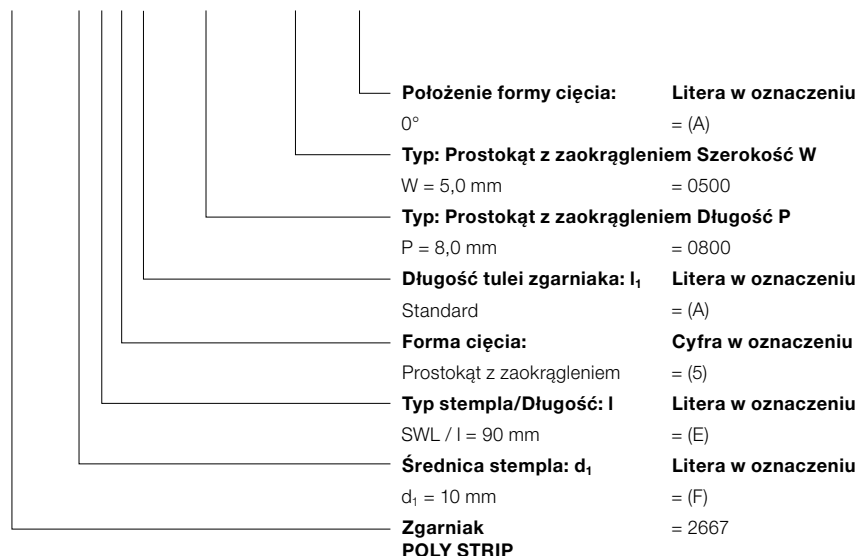 Położenie formy cięcia: Litera w oznaczeniu
0° = (A)
Typ: Prostokąt z zaokrągleniem Szerokość W
W = 5,0 mm = 0500
Typ: Prostokąt z zaokrągleniem Długość P
P = 8,0 mm = 0800
Długość tulei zgarniaka: l₁ Litera w oznaczeniu
Standard = (A)
Forma cięcia: Cyfra w oznaczeniu
Prostokąt z zaokrągleniem = (5)
Typ stempla/Długość: l Litera w oznaczeniu
SWL / l = 90 mm = (E)
Średnica stempla: d₁ Litera w oznaczeniu
d₁ = 10 mm = (F)
Zgarniak = 2667
POLY STRIP